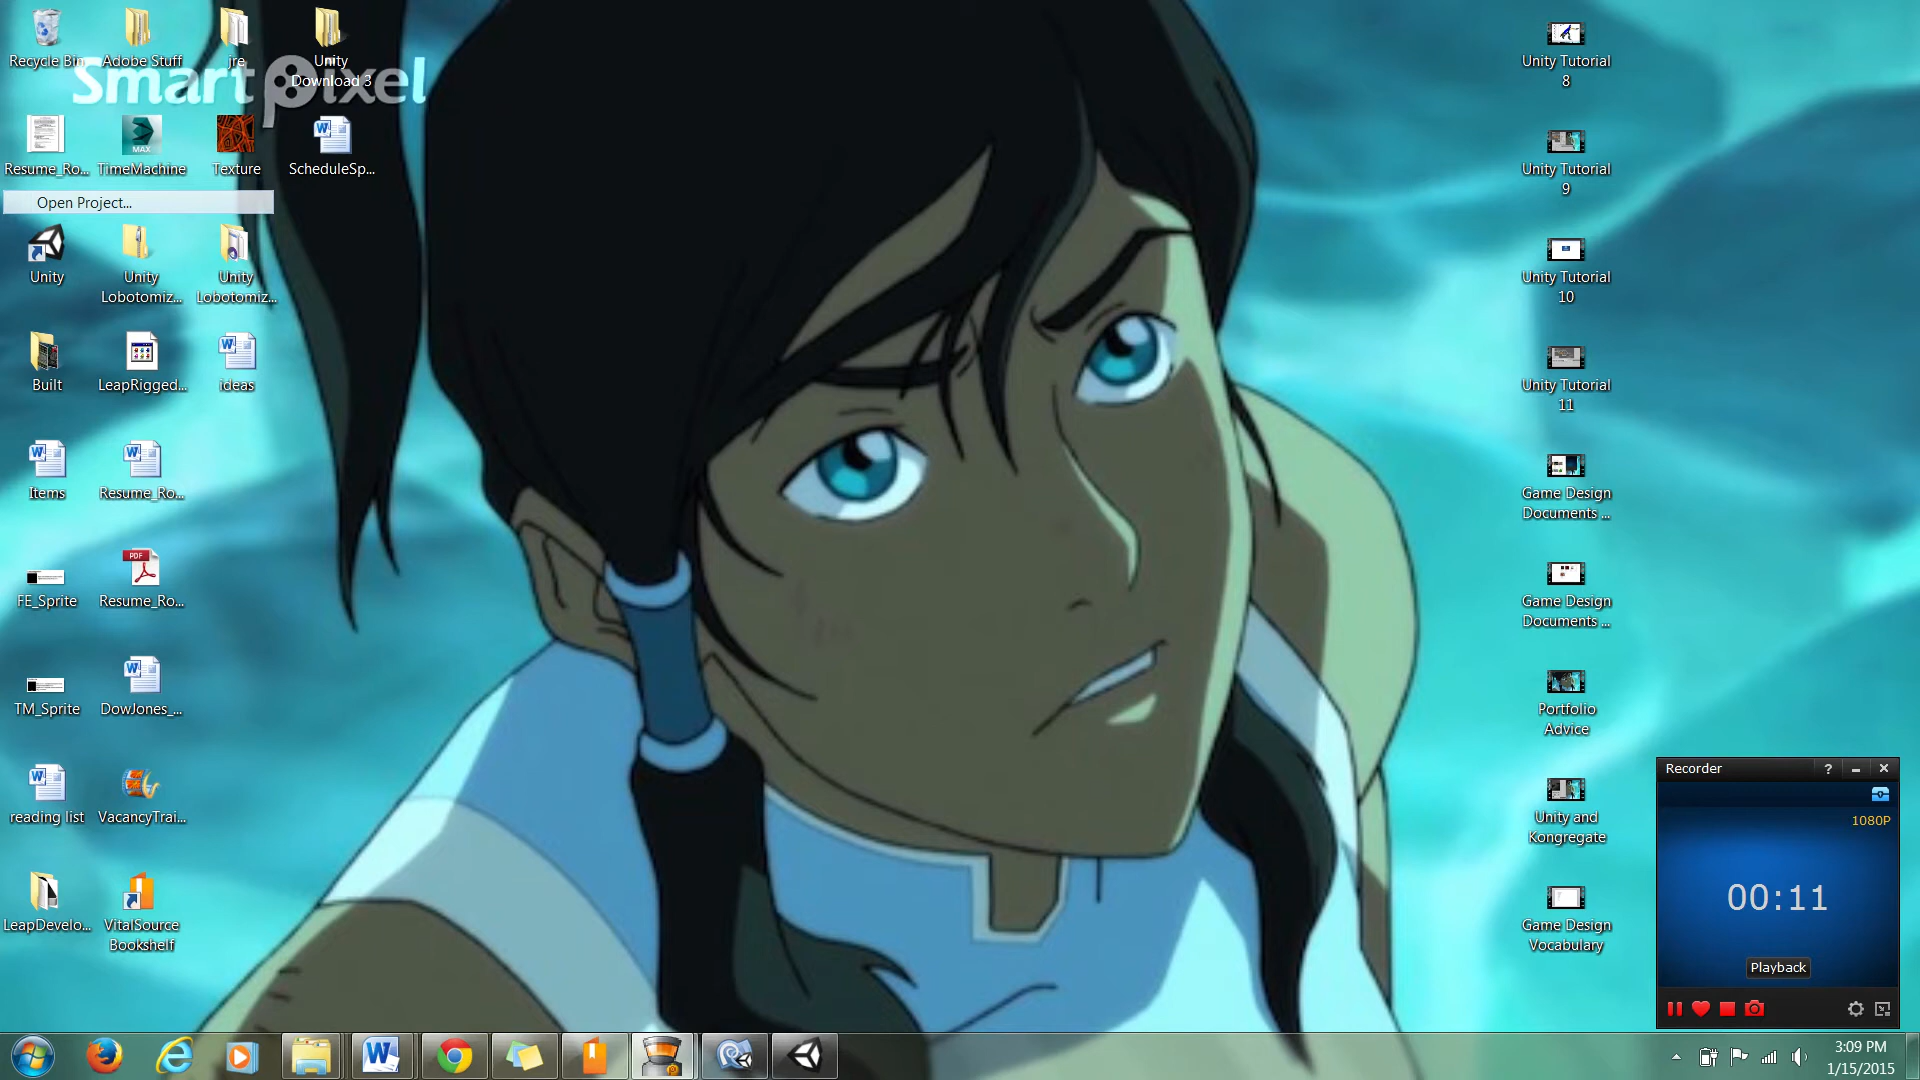 Recycle Bin
Adobe Stuff
jre
Unity
Download 3
SmartPixel
Resume_Ro...
TimeMachine
Texture
ScheduleSp...
MAX
Open Project...
Unity
Unity
Lobotomiz...
Unity
Lobotomiz...
Built
LeapRigged...
ideas
Items
Resume_Ro...
FE_Sprite
PDF
Resume_Ro...
TM_Sprite
DowJones_...
reading list
VacancyTrai...
LeapDevelo...
VitalSource
Bookshelf
Unity Tutorial
8
Unity Tutorial
9
Unity Tutorial
10
Unity Tutorial
11
Game Design
Documents ...
Game Design
Documents ...
Portfolio
Advice
Unity and
Kongregate
Game Design
Vocabulary
Recorder
?
1080P
00:11
Playback
3:09 PM
1/15/2015